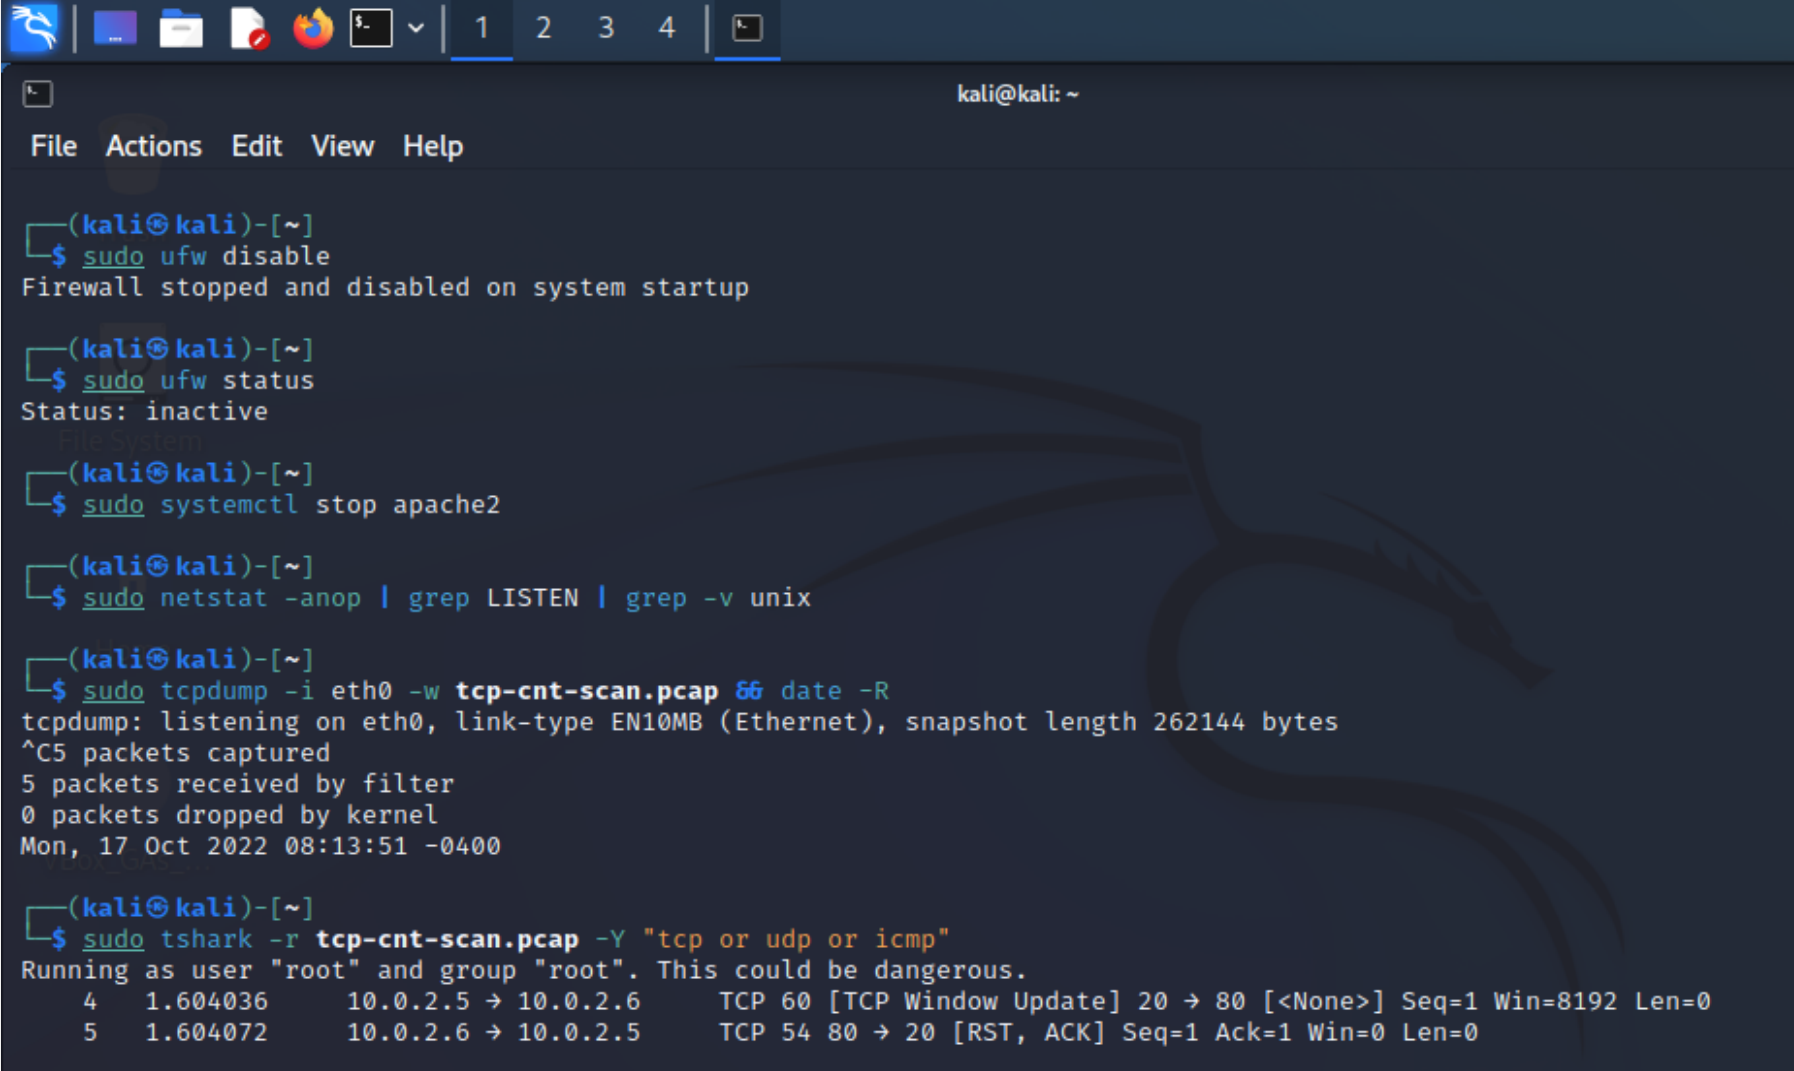 1 2 3 4
kali@kali: ~
File Actions Edit View Help
┌──(kali㉿kali)-[~]
└─$ sudo ufw disable
Firewall stopped and disabled on system startup
┌──(kali㉿kali)-[~]
└─$ sudo ufw status
Status: inactive
File System
┌──(kali㉿kali)-[~]
└─$ sudo systemctl stop apache2
┌──(kali㉿kali)-[~]
└─$ sudo netstat -anop | grep LISTEN | grep -v unix
┌──(kali㉿kali)-[~]
└─$ sudo tcpdump -i eth0 -w tcp-cnt-scan.pcap && date -R
tcpdump: listening on eth0, link-type EN10MB (Ethernet), snapshot length 262144 bytes
^C5 packets captured
5 packets received by filter
0 packets dropped by kernel
Mon, 17 Oct 2022 08:13:51 -0400
VBox_GAs_...
┌──(kali㉿kali)-[~]
└─$ sudo tshark -r tcp-cnt-scan.pcap -Y "tcp or udp or icmp"
Running as user "root" and group "root". This could be dangerous.
4 1.604036 10.0.2.5 → 10.0.2.6 TCP 60 [TCP Window Update] 20 → 80 [<None>] Seq=1 Win=8192 Len=0
5 1.604072 10.0.2.6 → 10.0.2.5 TCP 54 80 → 20 [RST, ACK] Seq=1 Ack=1 Win=0 Len=0